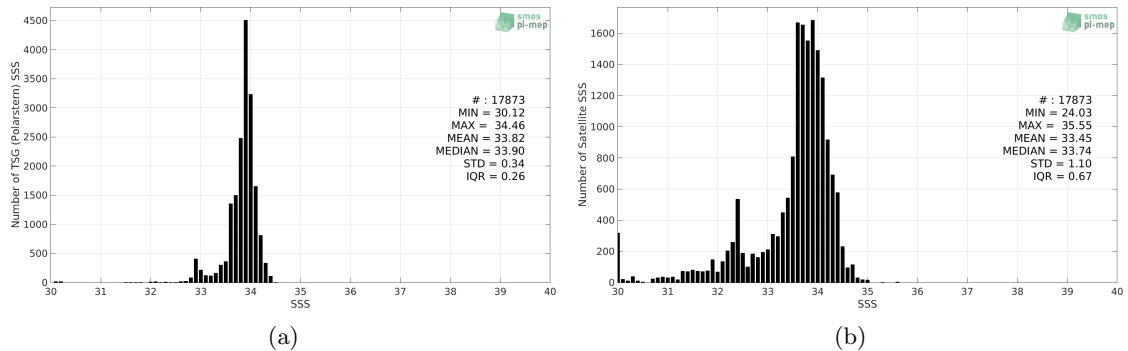 smos
pi-mep
Number of TSG (Polarstern) SSS
4500
4000
3500
3000
2500
2000
1500
1000
500
0
# : 17873
MIN = 30.12
MAX = 34.46
MEAN = 33.82
MEDIAN = 33.90
STD = 0.34
IQR = 0.26
30 31 32 33 34 35 36 37 38 39 40
SSS
(a)
smos
pi-mep
Number of Satellite SSS
1600
1400
1200
1000
800
600
400
200
0
# : 17873
MIN = 24.03
MAX = 35.55
MEAN = 33.45
MEDIAN = 33.74
STD = 1.10
IQR = 0.67
30 31 32 33 34 35 36 37 38 39 40
SSS
(b)